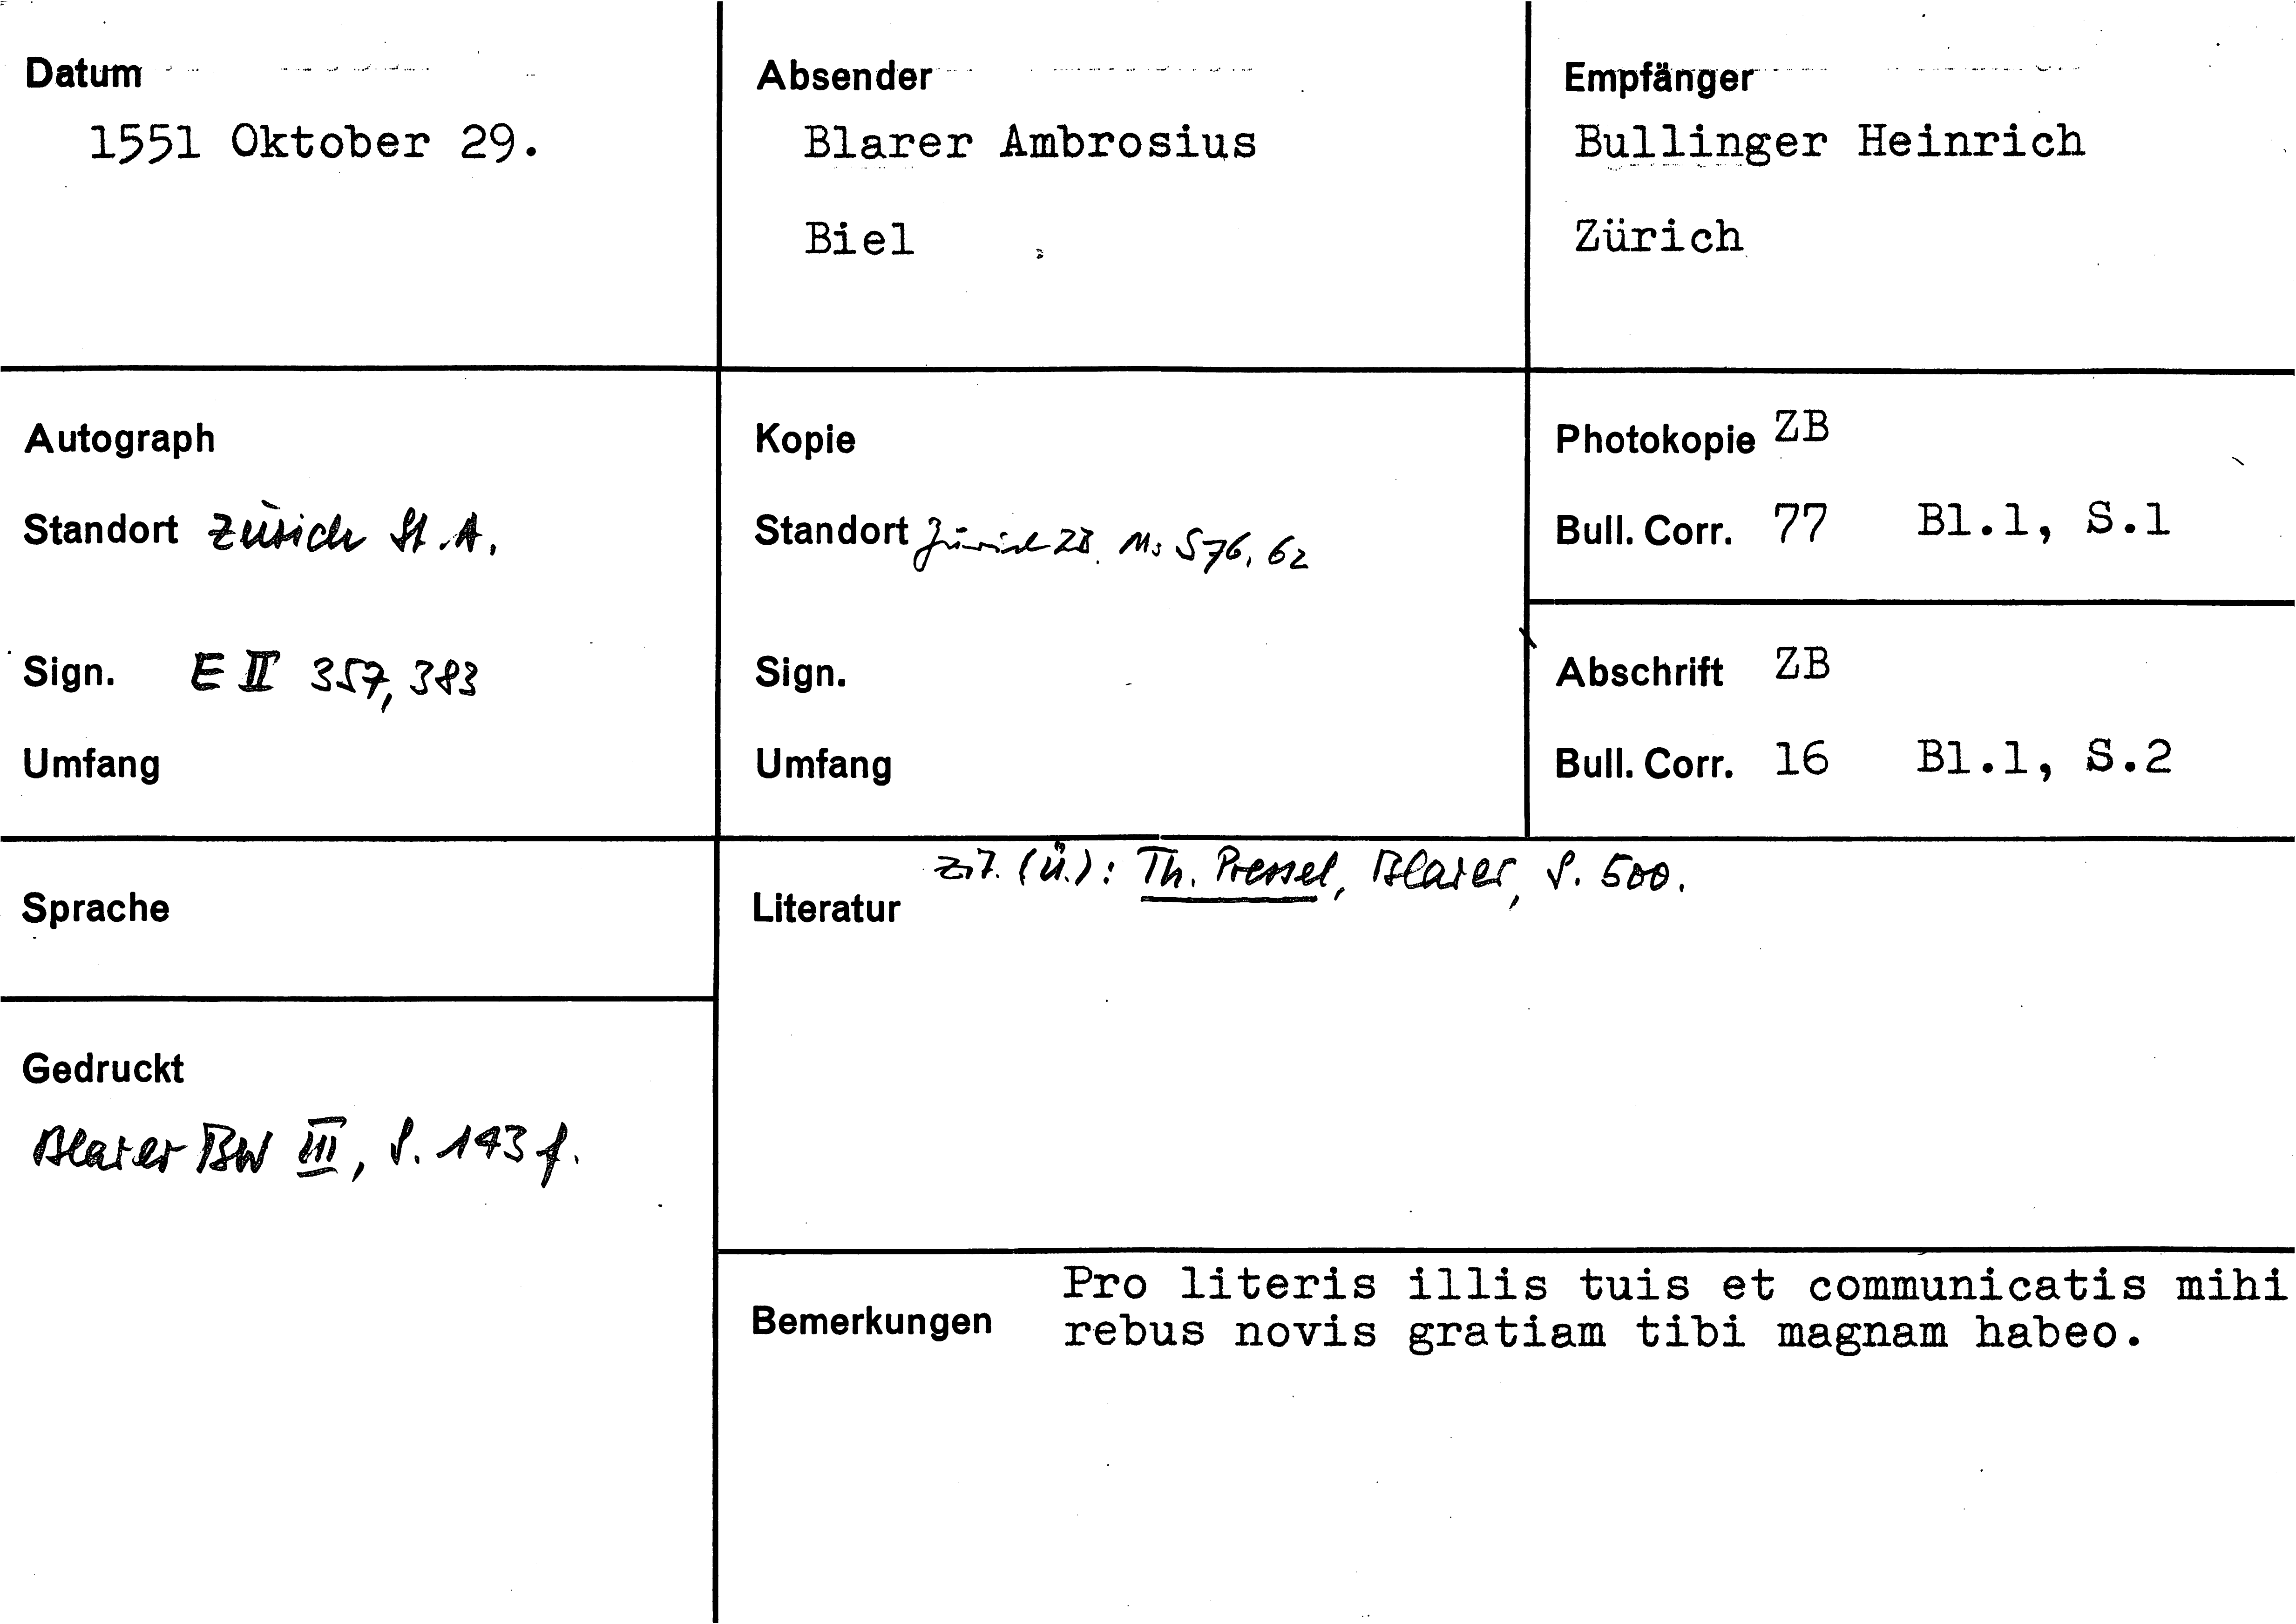 Datum
1551 Oktober 29.
Absender
Blarer Ambrosius
Biel
Empfänger
Bullinger Heinrich
Zürich
Autograph
Standort Zürich St.A.
Sign. E II 357, 383
Umfang
Kopie
Standort Zürich ZB. Ms S 76, 62
Sign.
Umfang
Photokopie ZB
Bull. Corr. 77 Bl.1, S.1
Abschrift ZB
Bull. Corr. 16 Bl.1, S.2
Sprache
Gedruckt
Blarer BW III, S. 143 f.
zit. (Ü.): Th. Pressel, Blarer, S. 500.
Literatur
Bemerkungen
Pro literis illis tuis et communicatis mihi
rebus novis gratiam tibi magnam habeo.